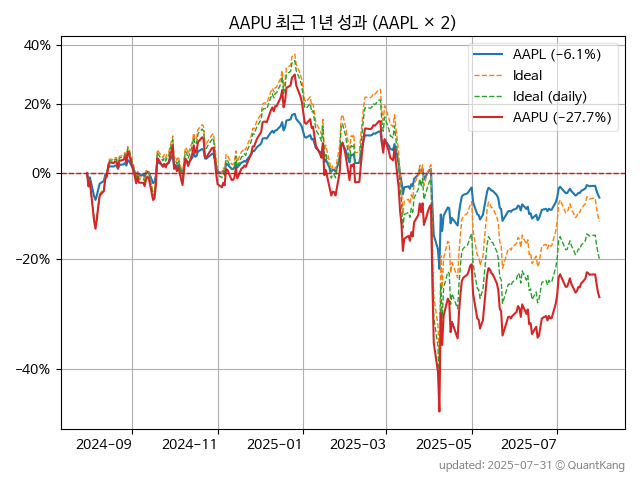 AAPU 최근 1년 성과 (AAPL × 2)
AAPL (−6.1%)
Ideal
Ideal (daily)
AAPU (−27.7%)
40%
20%
0%
−20%
−40%
2024-09 2024-11 2025-01 2025-03 2025-05 2025-07
updated: 2025-07-31 © QuantKang